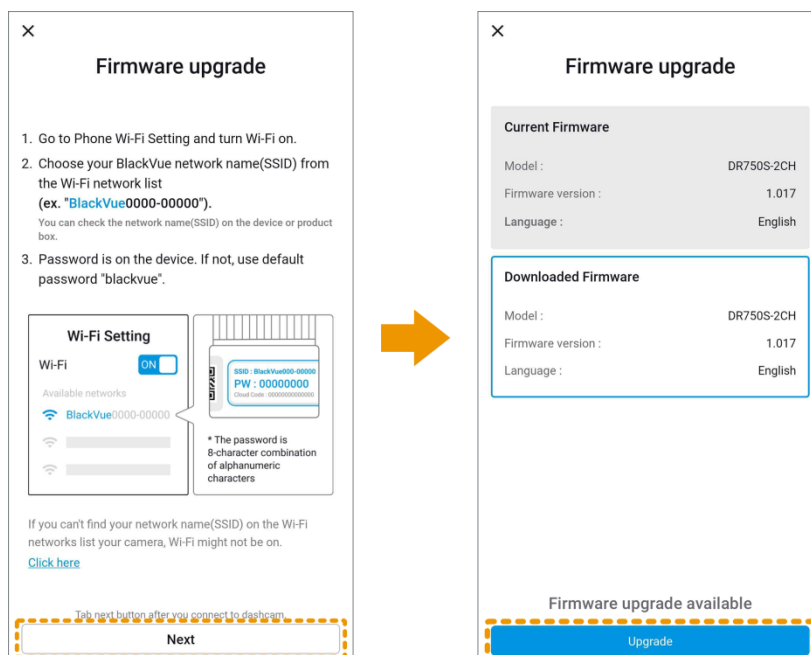 Firmware upgrade
1. Go to Phone Wi-Fi Setting and turn Wi-Fi on.
2. Choose your BlackVue network name(SSID) from
the Wi-Fi network list
(ex. "BlackVue0000-00000").
You can check the network name(SSID) on the device or product
box.
3. Password is on the device. If not, use default
password "blackvue".
Wi-Fi Setting
Wi-Fi
ON
Available networks
BlackVue0000-00000
SSID : BlackVue000-00000
PW : 00000000
Cloud Code : 00000000000000
* The password is
8-character combination
of alphanumeric
characters
If you can't find your network name(SSID) on the Wi-Fi
networks list your camera, Wi-Fi might not be on.
Click here
Tab next button after you connect to dashcam.
Next
Firmware upgrade
Current Firmware
Model : DR750S-2CH
Firmware version : 1.017
Language : English
Downloaded Firmware
Model : DR750S-2CH
Firmware version : 1.017
Language : English
Firmware upgrade available
Upgrade